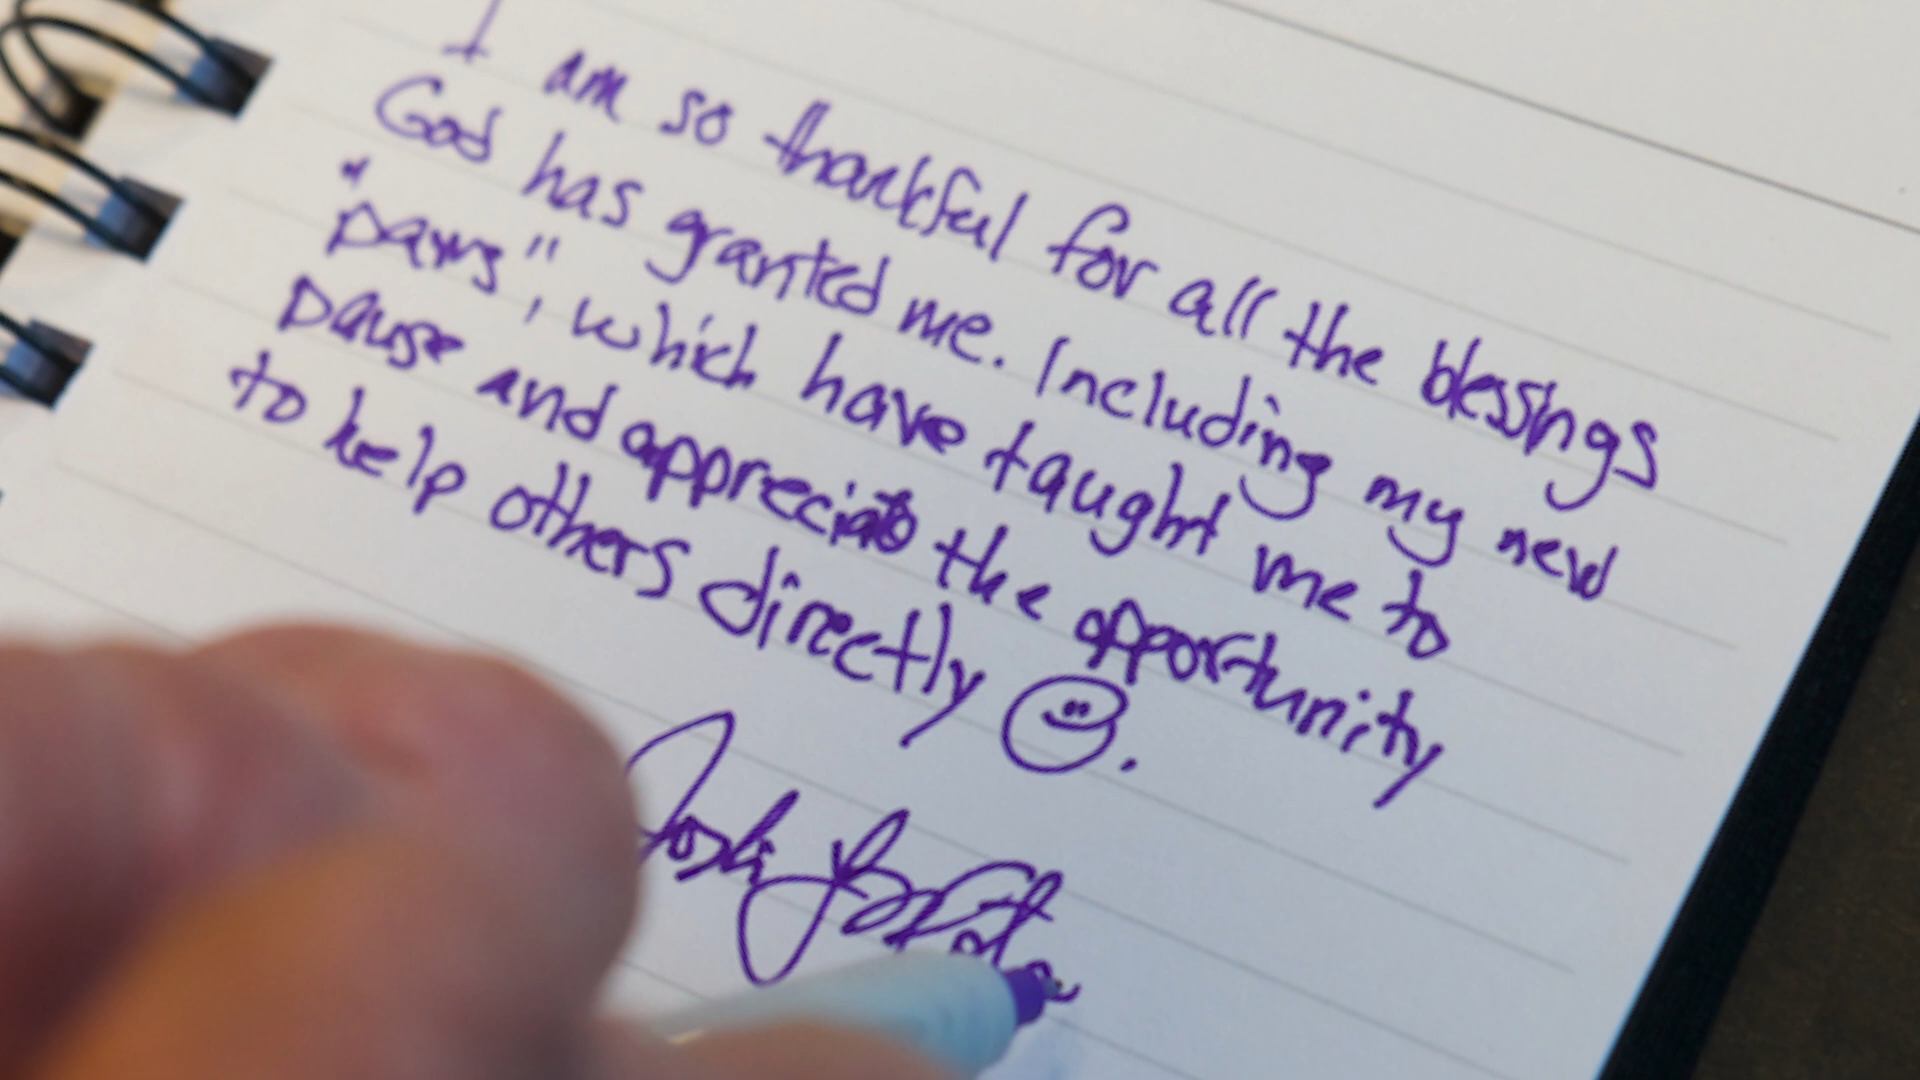 I am so thankful for all the blessings
God has granted me. Including my new
"Paws", which have taught me to
pause and appreciate the opportunity
to help others directly ☺.